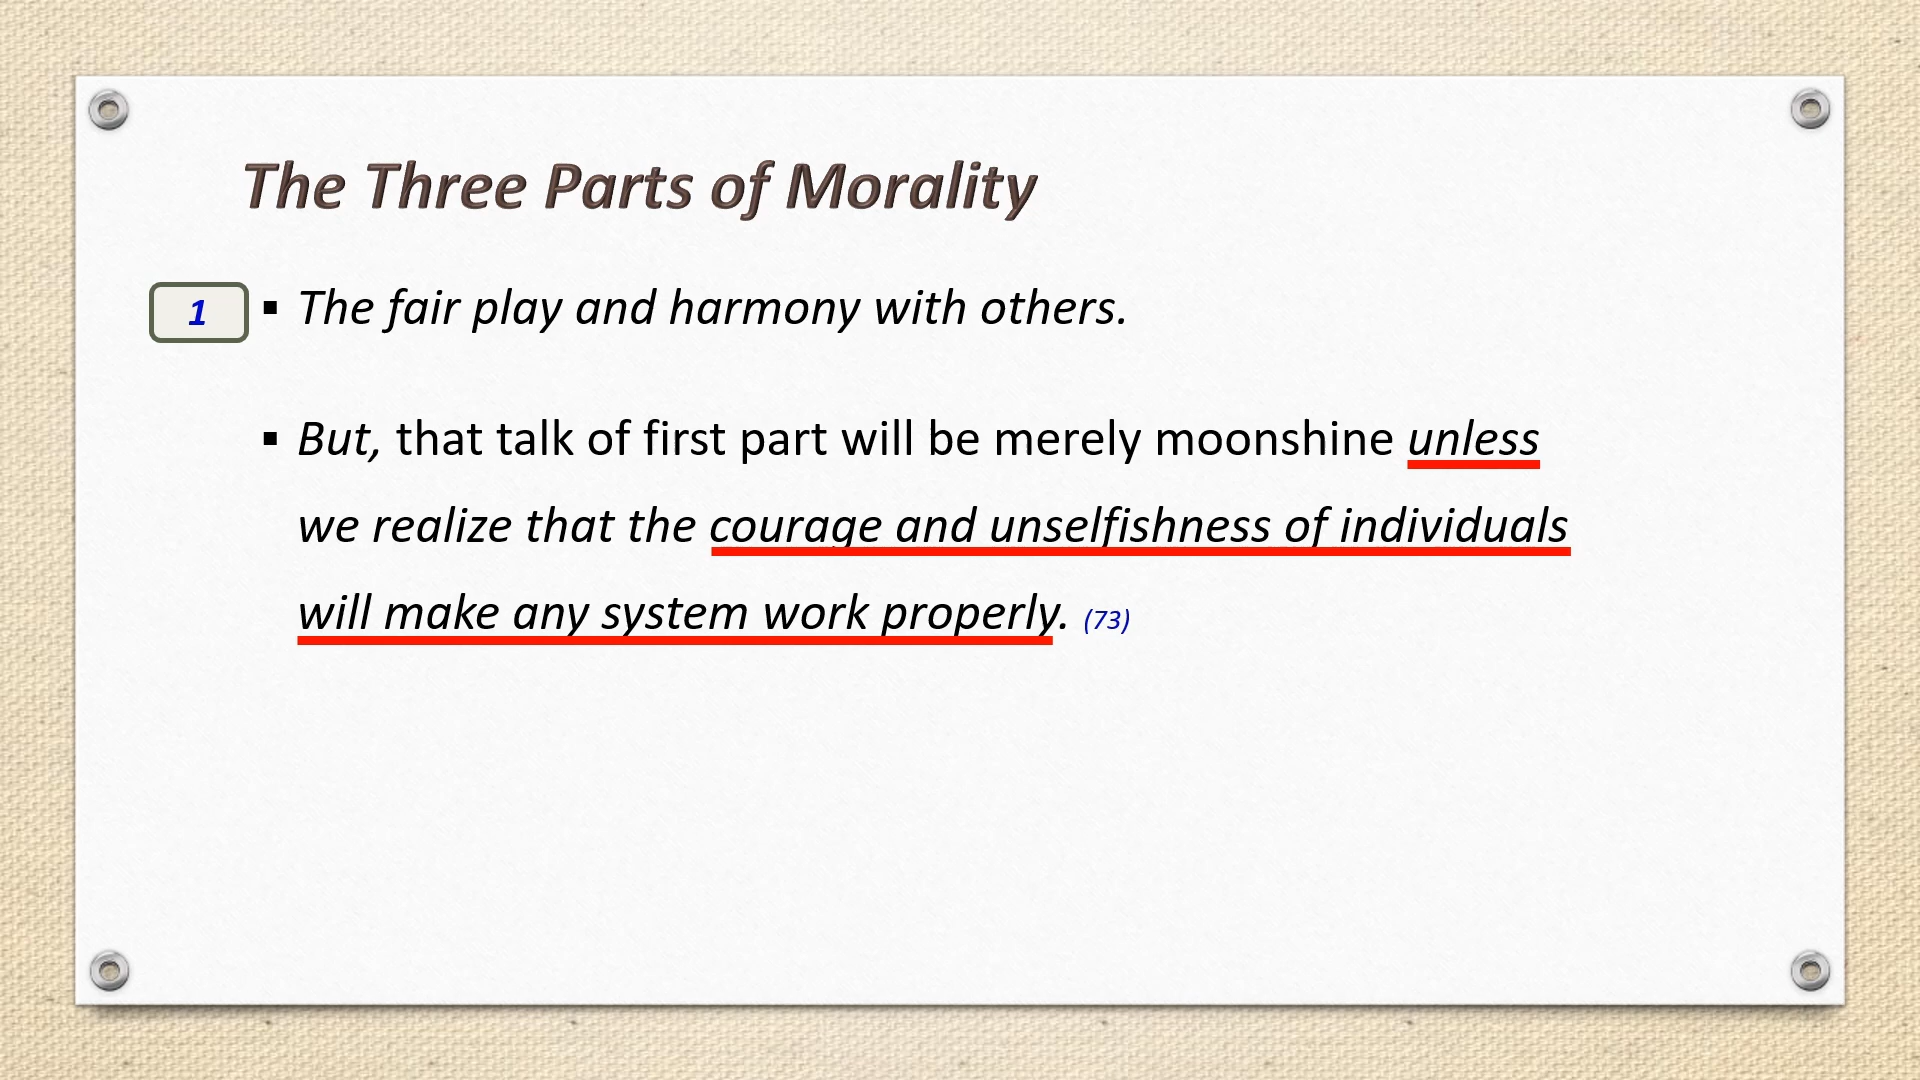 The Three Parts of Morality
1 ▪ The fair play and harmony with others.
▪ But, that talk of first part will be merely moonshine unless
we realize that the courage and unselfishness of individuals
will make any system work properly. (73)